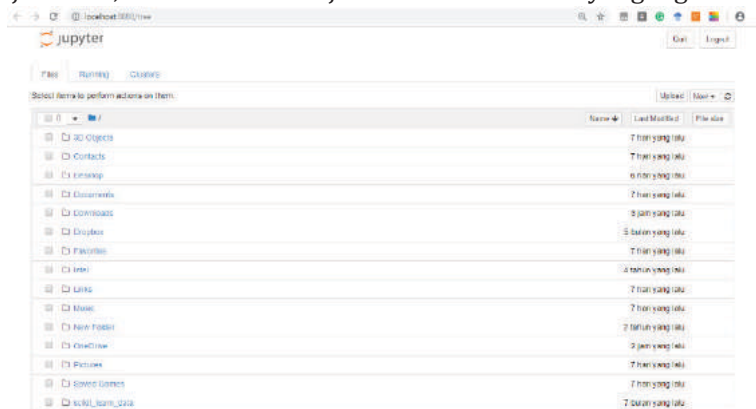 localhost:8888/tree
jupyter
Quit Logout
Files Running Clusters
Select items to perform actions on them.
Upload New
0 /
Name Last Modified File size
3D Objects 7 hari yang lalu
Contacts 7 hari yang lalu
Desktop 6 hari yang lalu
Documents 7 hari yang lalu
Downloads jam yang lalu
Dropbox 5 bulan yang lalu
Favorites 7 hari yang lalu
Intel 4 tahun yang lalu
Links 7 hari yang lalu
Music 7 hari yang lalu
New Folder 2 tahun yang lalu
OneDrive jam yang lalu
Pictures 7 hari yang lalu
Saved Games 7 hari yang lalu
scikit_learn_data 7 bulan yang lalu